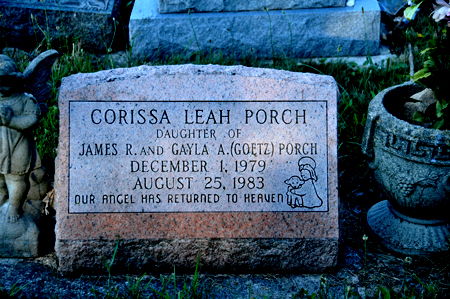 CORISSA LEAH PORCH
DAUGHTER OF
JAMES R. AND GAYLA A. (GOETZ) PORCH
DECEMBER 1, 1979
AUGUST 25, 1983
OUR ANGEL HAS RETURNED TO HEAVEN